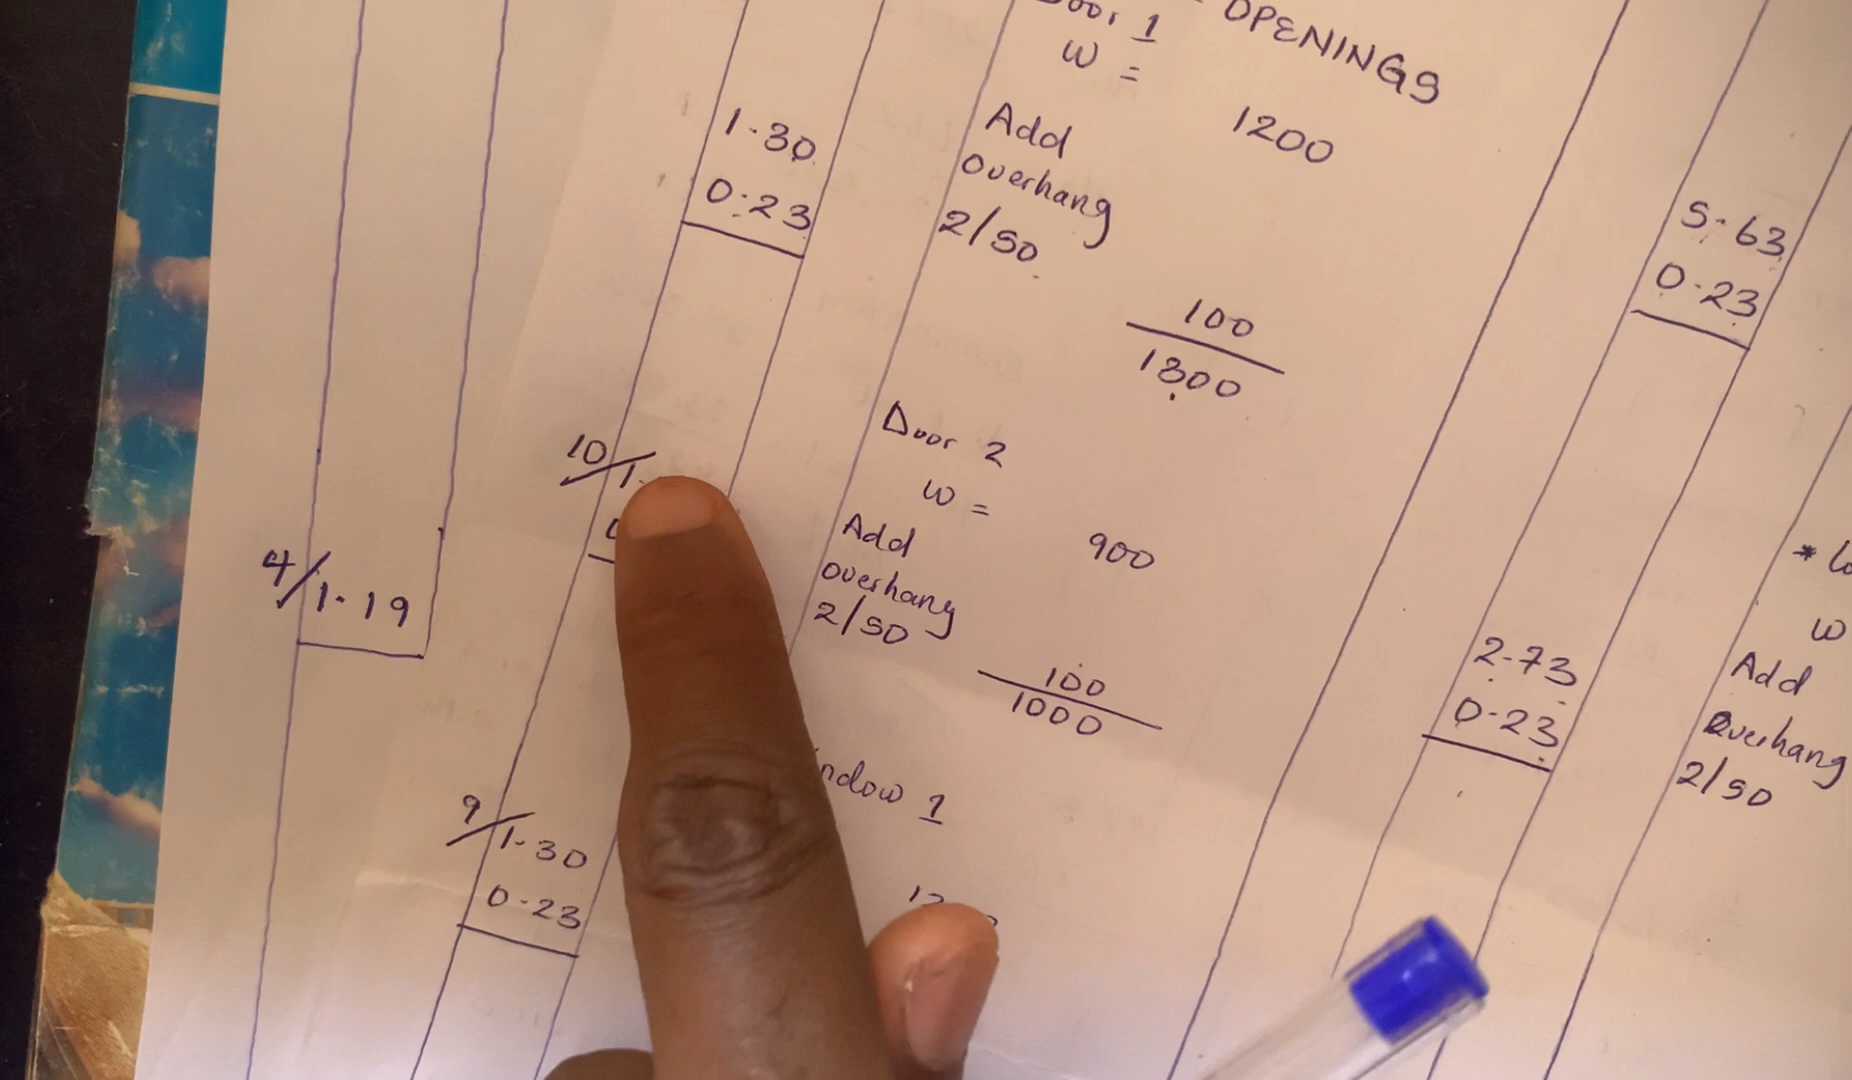 OPENINGS
1
W =
1200
1.30
0.23
Add
Overhang
2/50
100
1300
Door 2
W =
900
10/1.
Add
overhang
2/50
100
1000
4/1.19
ndow 1
9/1.30
0.23
5.63
0.23
2.73
0.23
*
W
Add
Overhang
2/50